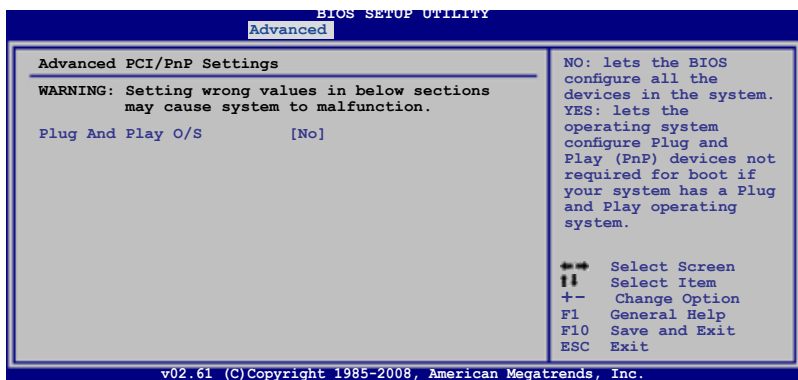 BIOS SETUP UTILITY
Advanced
Advanced PCI/PnP Settings
WARNING: Setting wrong values in below sections
may cause system to malfunction.
Plug And Play O/S [No]
NO: lets the BIOS
configure all the
devices in the system.
YES: lets the
operating system
configure Plug and
Play (PnP) devices not
required for boot if
your system has a Plug
and Play operating
system.
←→ Select Screen
↑↓ Select Item
+- Change Option
F1 General Help
F10 Save and Exit
ESC Exit
v02.61 (C)Copyright 1985-2008, American Megatrends, Inc.